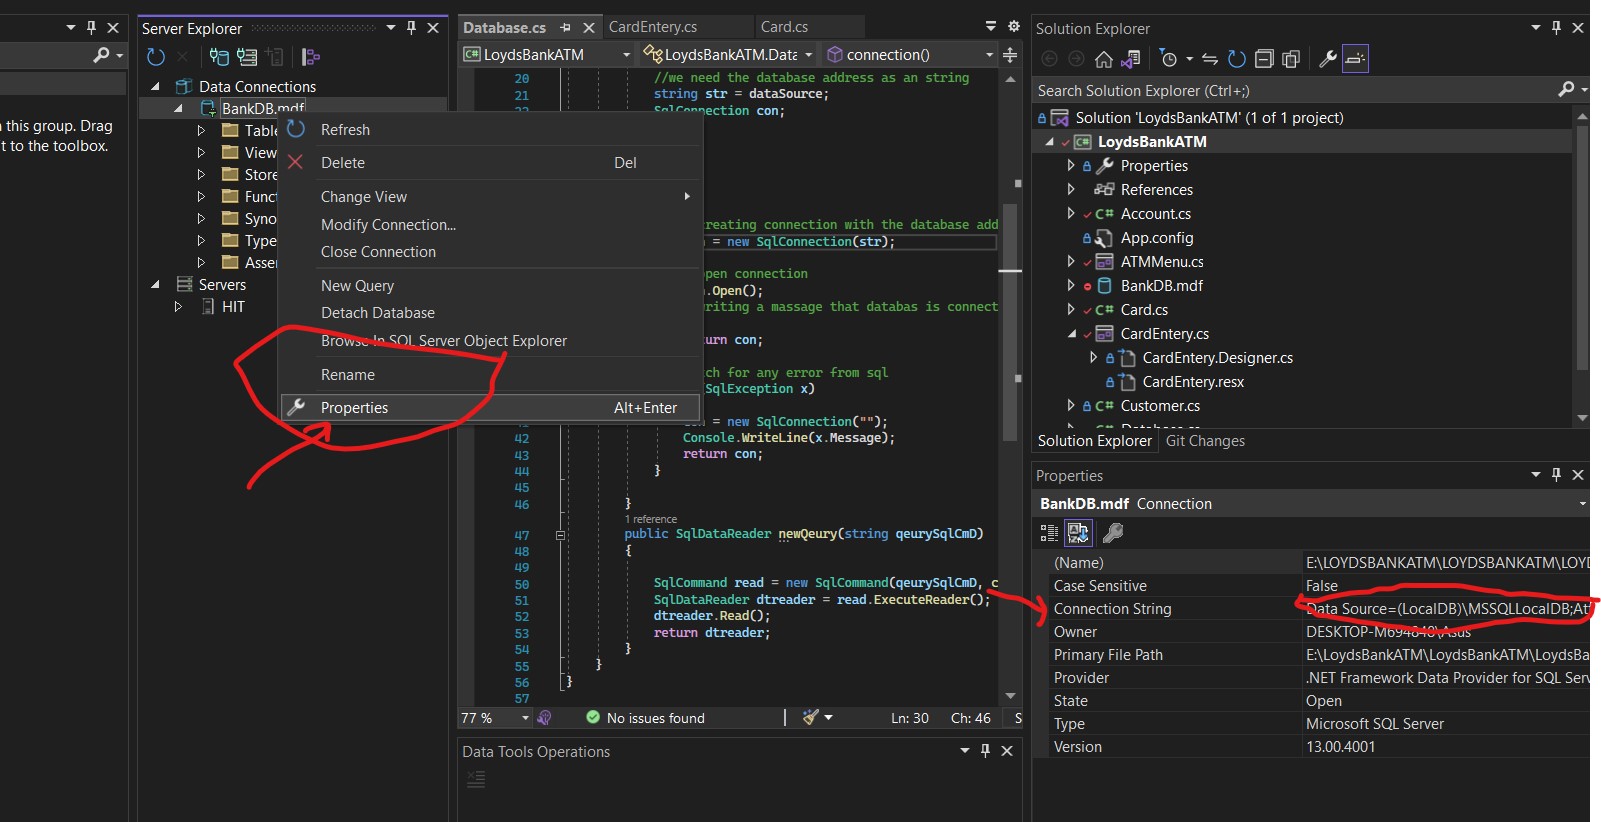 n this group. Drag
t to the toolbox.
Server Explorer
Data Connections
BankDB.mdf
Table
View
Store
Funct
Syno
Type
Asser
Servers
HIT
Refresh
Delete Del
Change View
Modify Connection...
Close Connection
New Query
Detach Database
Browse In SQL Server Object Explorer
Rename
Properties Alt+Enter
Database.cs CardEntery.cs Card.cs
LoydsBankATM LoydsBankATM.Data connection()
20 //we need the database address as an string
21 string str = dataSource;
SqlConnection con;
reating connection with the database add
= new SqlConnection(str);
pen connection
.Open();
riting a massage that databas is connect
urn con;
ch for any error from sql
(SqlException x)
= new SqlConnection("");
42 Console.WriteLine(x.Message);
43 return con;
44 }
45
46 }
1 reference
47 public SqlDataReader newQeury(string qeurySqlCmD)
48 {
49
50 SqlCommand read = new SqlCommand(qeurySqlCmD, c
51 SqlDataReader dtreader = read.ExecuteReader();
52 dtreader.Read();
53 return dtreader;
54 }
55 }
56 }
57
77 % No issues found Ln: 30 Ch: 46 S
Data Tools Operations
Solution Explorer
Search Solution Explorer (Ctrl+;)
Solution 'LoydsBankATM' (1 of 1 project)
LoydsBankATM
Properties
References
Account.cs
App.config
ATMMenu.cs
BankDB.mdf
Card.cs
CardEntery.cs
CardEntery.Designer.cs
CardEntery.resx
Customer.cs
Database.cs
Solution Explorer Git Changes
Properties
BankDB.mdf Connection
(Name) E:\LOYDSBANKATM\LOYDSBANKATM\LOYD
Case Sensitive False
Connection String Data Source=(LocalDB)\MSSQLLocalDB;At
Owner DESKTOP-M694840\Asus
Primary File Path E:\LoydsBankATM\LoydsBankATM\LoydsBa
Provider .NET Framework Data Provider for SQL Serv
State Open
Type Microsoft SQL Server
Version 13.00.4001